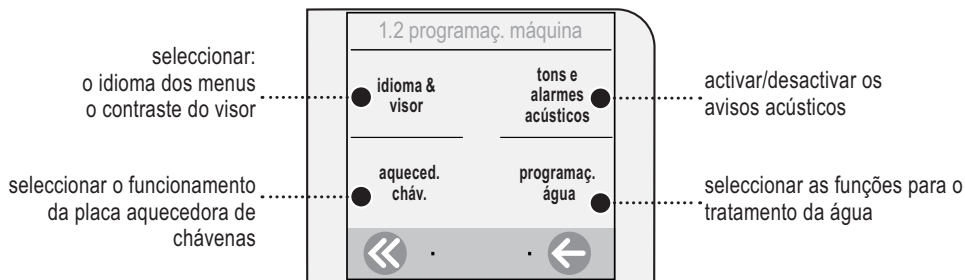 1.2 programaç. máquina
seleccionar:
o idioma dos menus
o contraste do visor
idioma &
visor
tons e
alarmes
acústicos
activar/desactivar os
avisos acústicos
seleccionar o funcionamento
da placa aquecedora de
chávenas
aqueced.
cháv.
programaç.
água
seleccionar as funções para o
tratamento da água